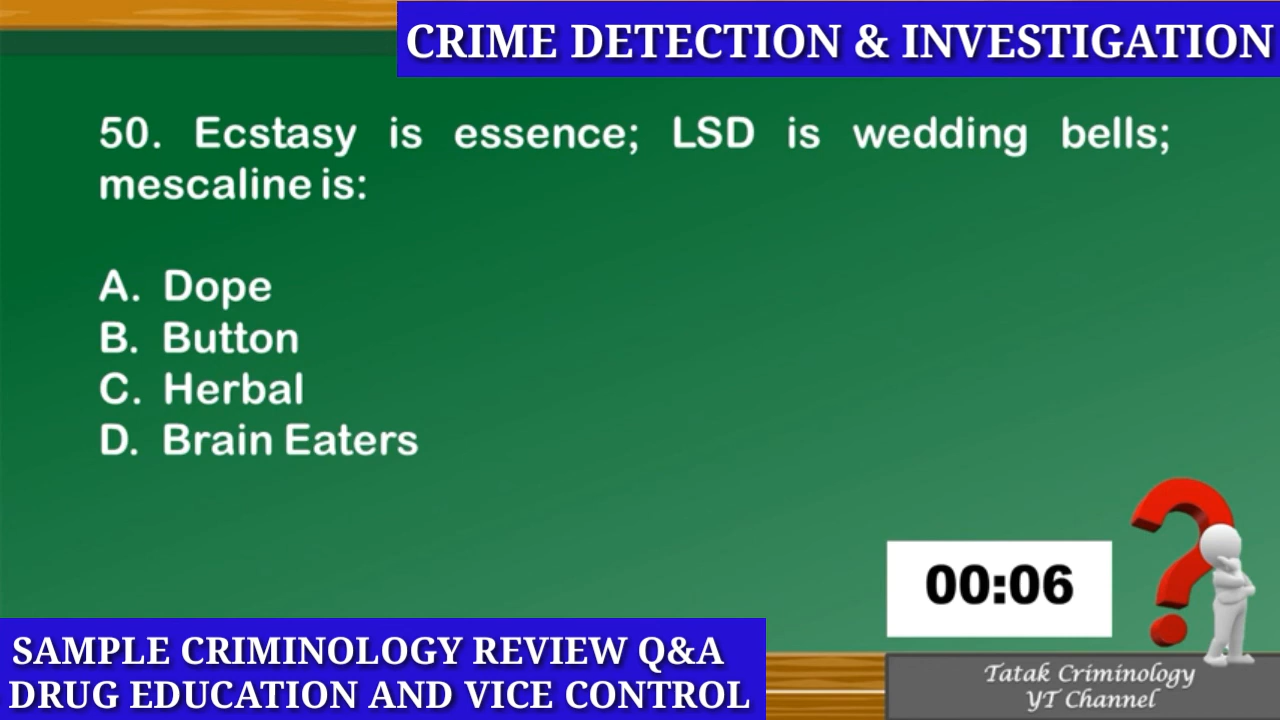 CRIME DETECTION & INVESTIGATION
50. Ecstasy is essence; LSD is wedding bells;
mescaline is:
A. Dope
B. Button
C. Herbal
D. Brain Eaters
00:06
SAMPLE CRIMINOLOGY REVIEW Q&A
DRUG EDUCATION AND VICE CONTROL
Tatak Criminology
YT Channel